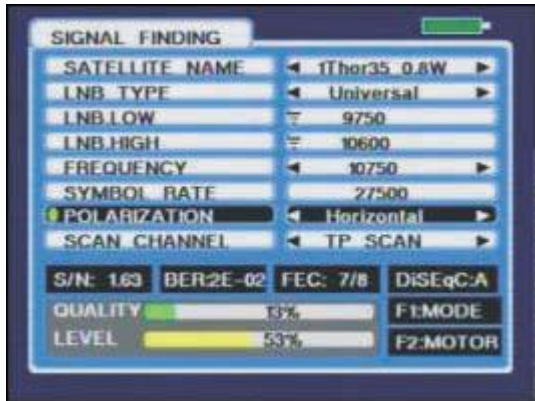 SIGNAL FINDING
SATELLITE NAME 1Thor35 0.8W
LNB TYPE Universal
LNB.LOW 9750
LNB.HIGH 10600
FREQUENCY 10750
SYMBOL RATE 27500
POLARIZATION Horizontal
SCAN CHANNEL TP SCAN
S/N: 1.63 BER:2E-02 FEC: 7/8 DiSEqC:A
QUALITY 13% F1:MODE
LEVEL 53% F2:MOTOR